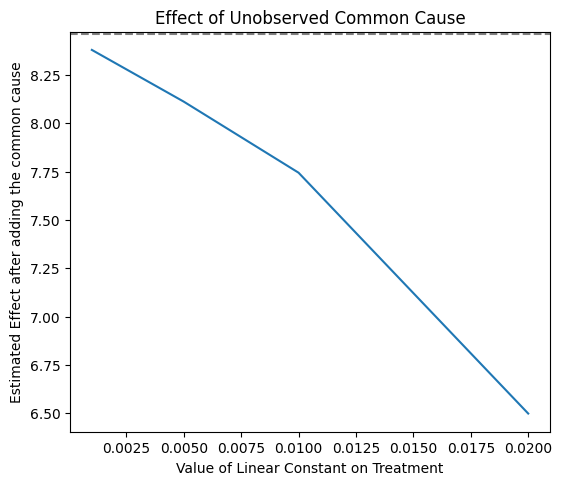 Effect of Unobserved Common Cause
Estimated Effect after adding the common cause
8.25
8.00
7.75
7.50
7.25
7.00
6.75
6.50
0.0025 0.0050 0.0075 0.0100 0.0125 0.0150 0.0175 0.0200
Value of Linear Constant on Treatment